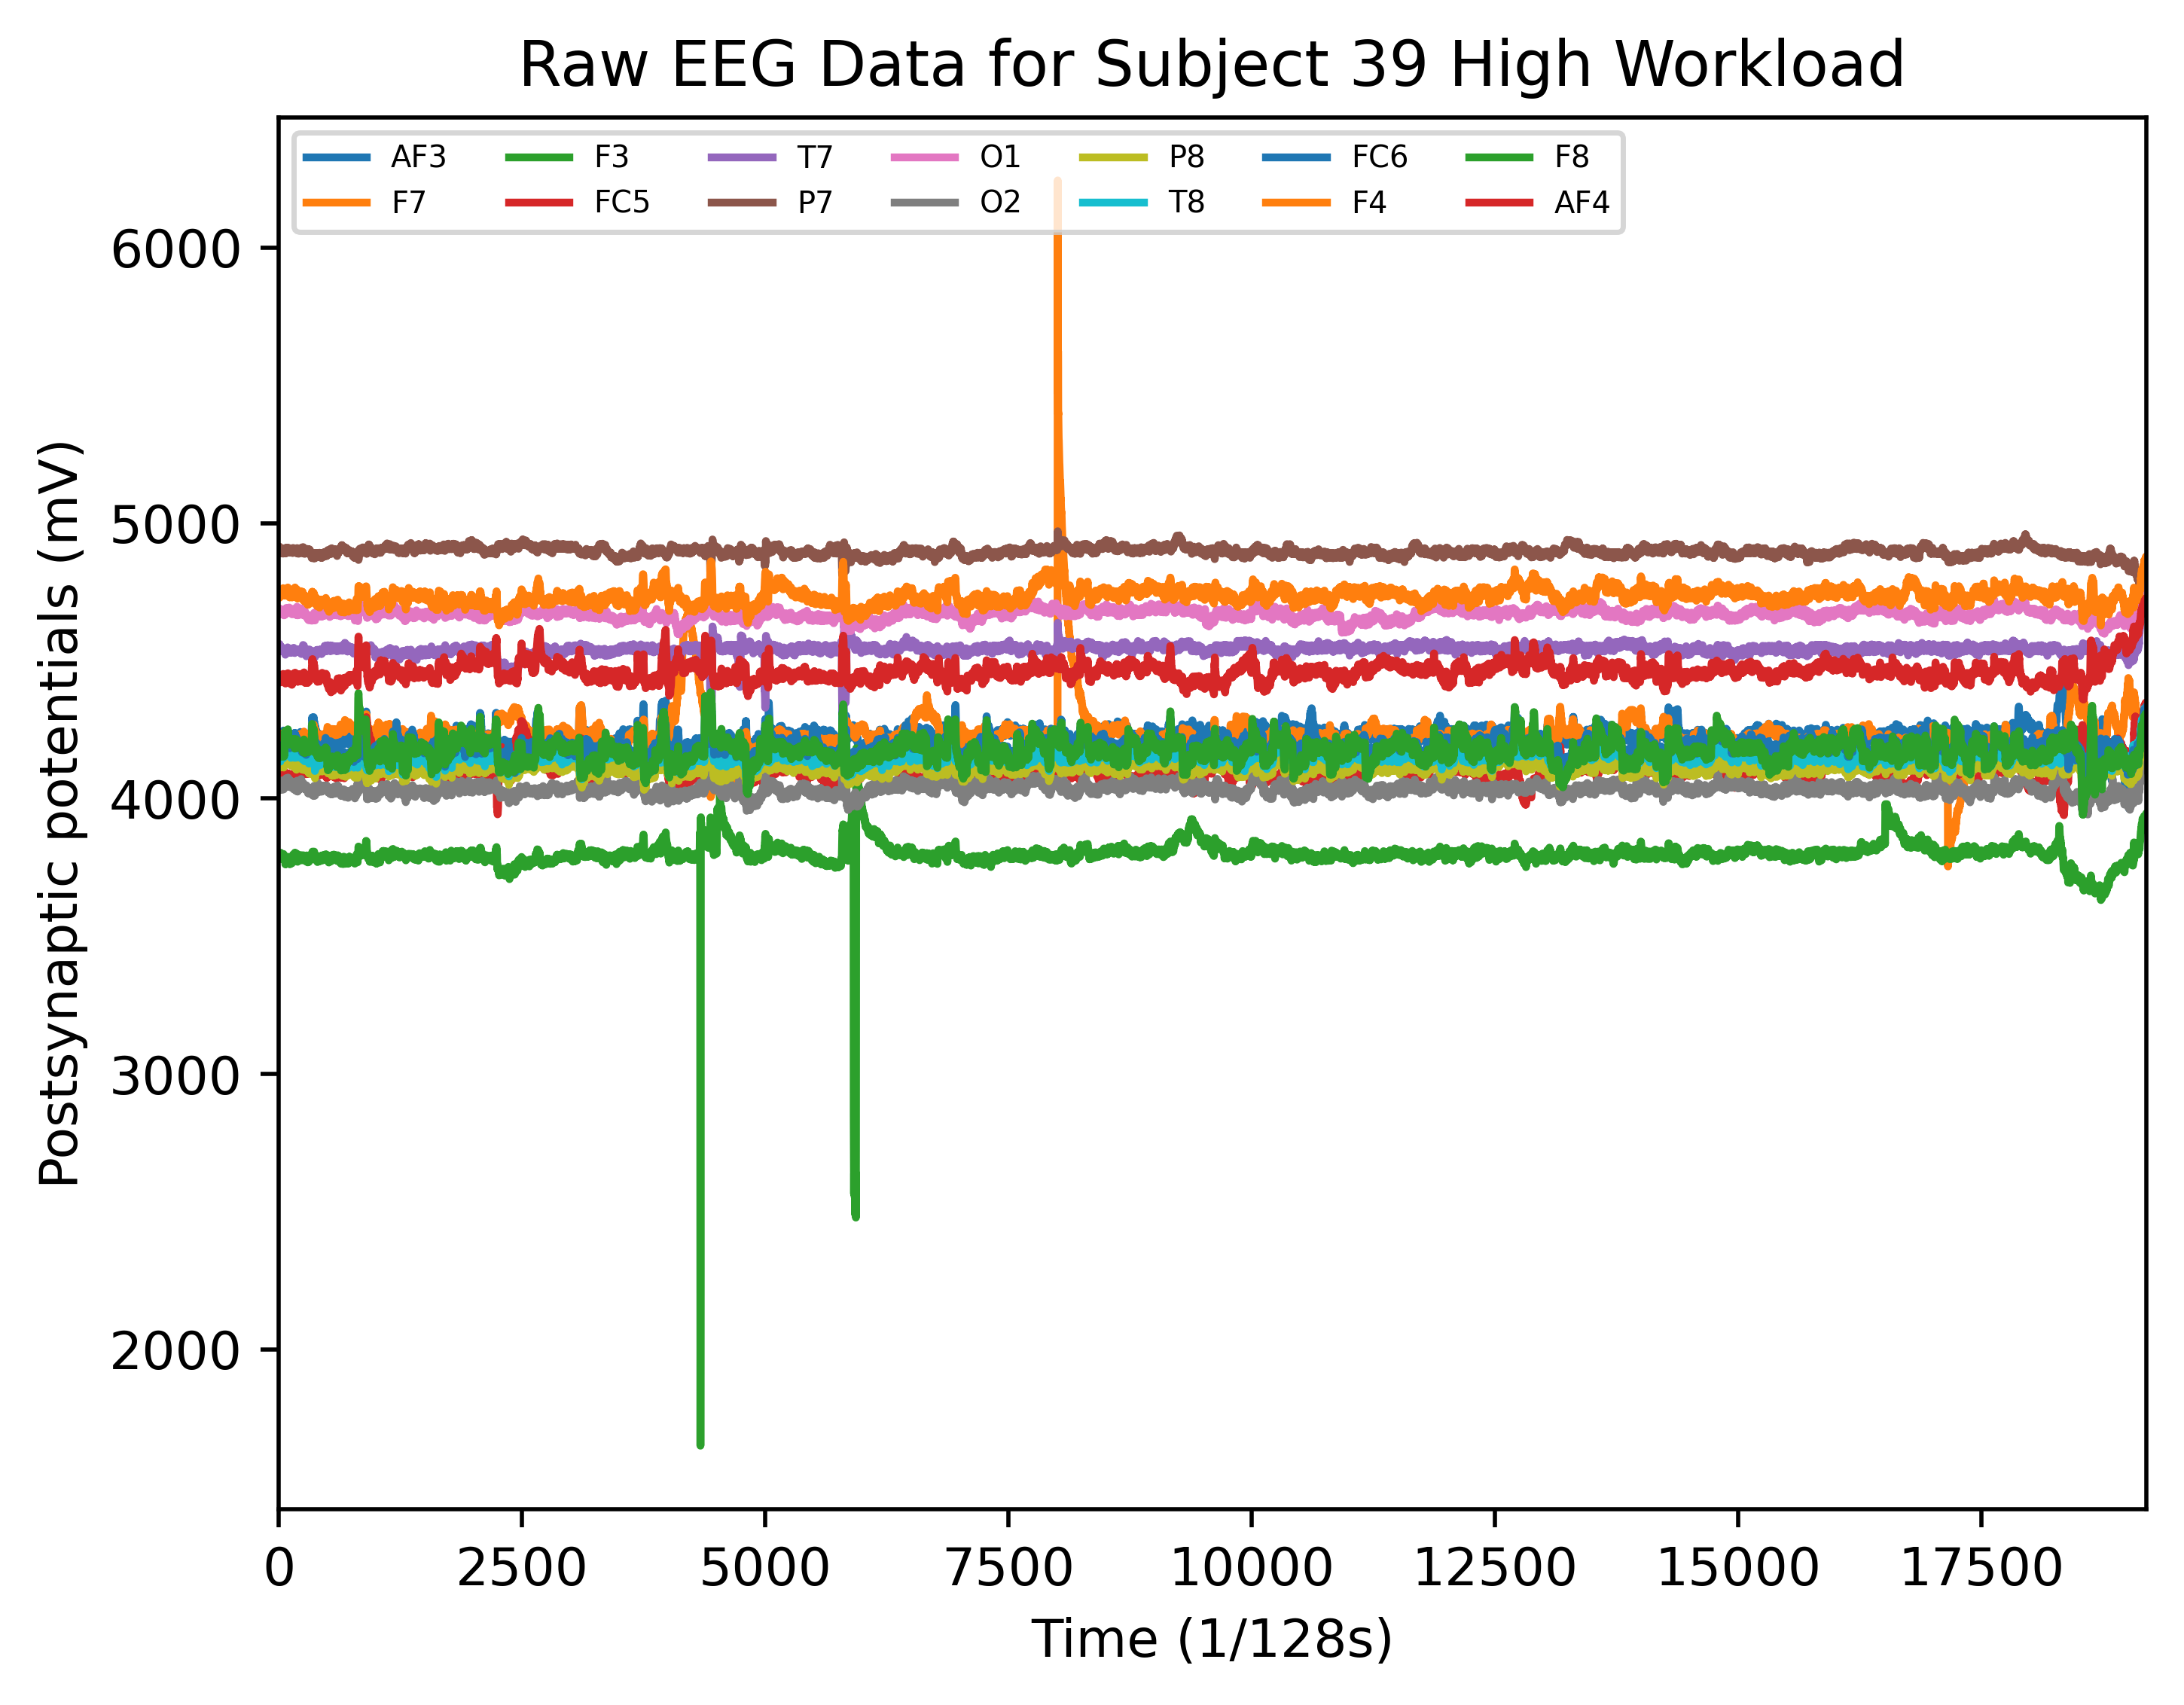 Raw EEG Data for Subject 39 High Workload
AF3 F3 T7 O1 P8 FC6 F8
F7 FC5 P7 O2 T8 F4 AF4
6000
5000
4000
3000
2000
Postsynaptic potentials (mV)
0 2500 5000 7500 10000 12500 15000 17500
Time (1/128s)